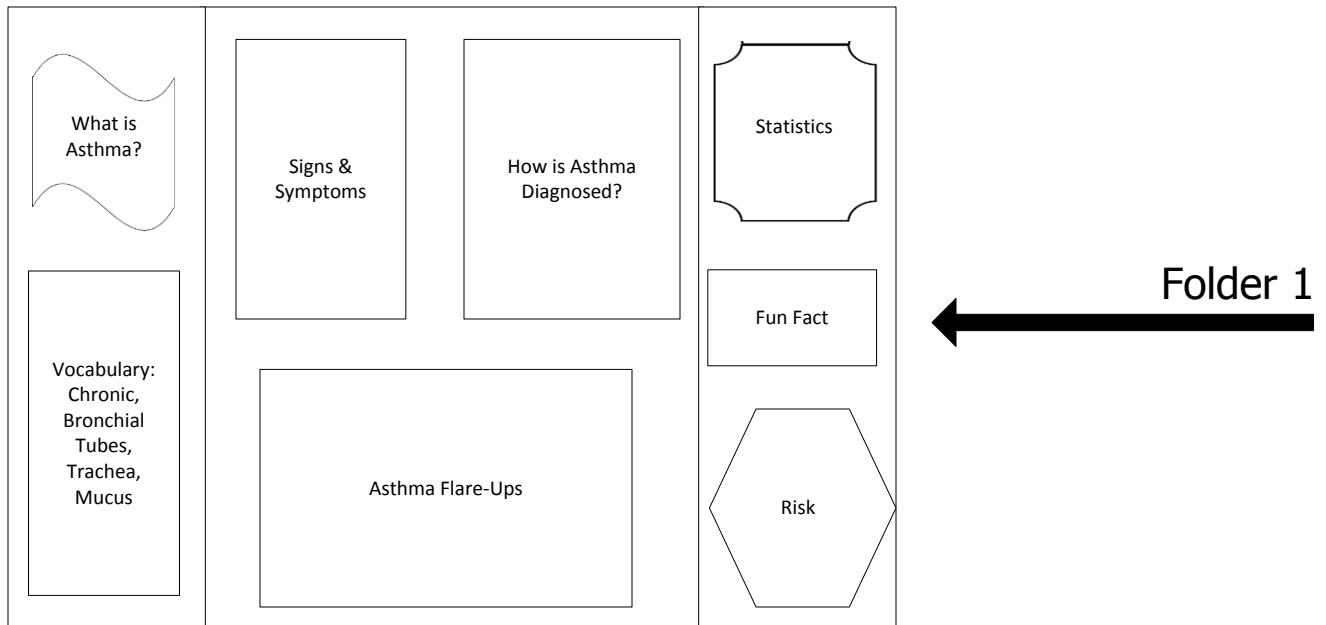 What is
Asthma?
Vocabulary:
Chronic,
Bronchial
Tubes,
Trachea,
Mucus
Signs &
Symptoms
How is Asthma
Diagnosed?
Asthma Flare-Ups
Statistics
Fun Fact
Risk
Folder 1